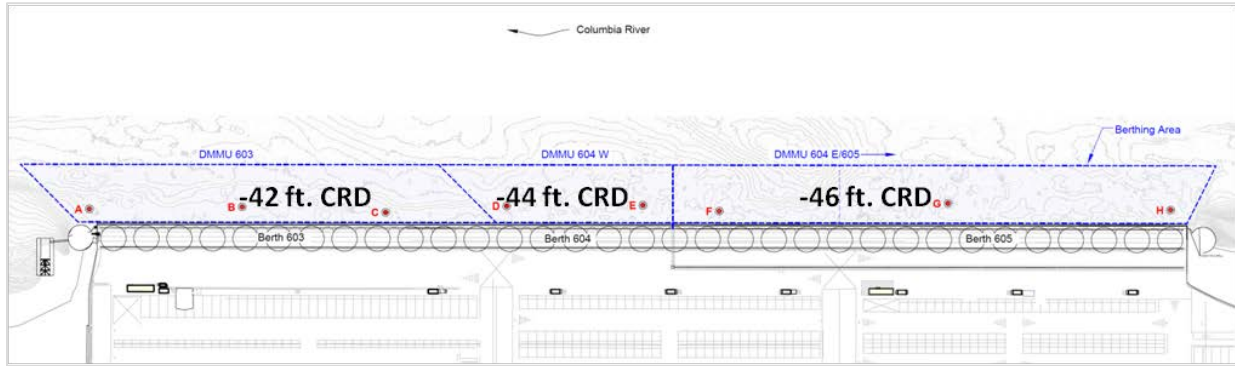 Columbia River
Berthing Area
DMMU 603
DMMU 604 W
DMMU 604 E/605
-42 ft. CRD
-44 ft. CRD
-46 ft. CRD
A
B
C
D
E
F
G
H
Berth 603
Berth 604
Berth 605